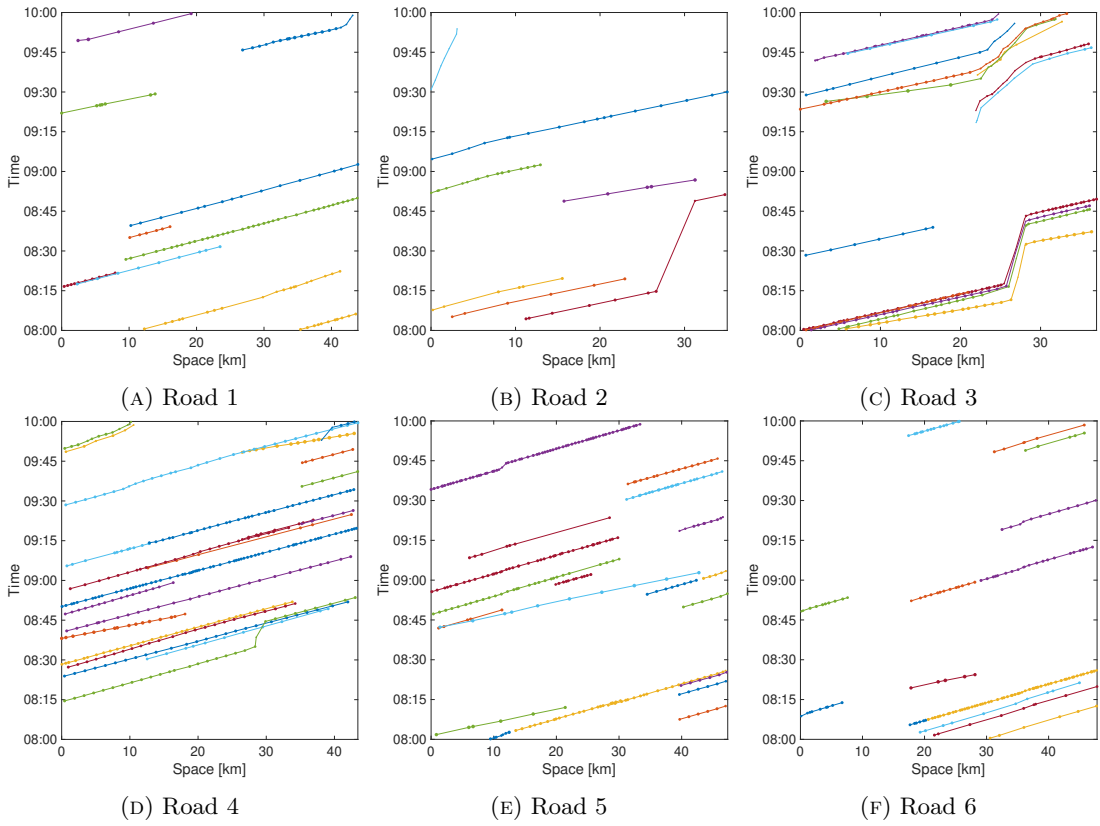 10:00 10:00 10:00
09:45 09:45 09:45
09:30 09:30 09:30
09:15 09:15 09:15
Time 09:00 Time 09:00 Time 09:00
08:45 08:45 08:45
08:30 08:30 08:30
08:15 08:15 08:15
08:00 08:00 08:00
0 10 20 30 40 0 10 20 30 0 10 20 30
Space [km] Space [km] Space [km]
(A) Road 1 (B) Road 2 (C) Road 3
10:00 10:00 10:00
09:45 09:45 09:45
09:30 09:30 09:30
09:15 09:15 09:15
Time 09:00 Time 09:00 Time 09:00
08:45 08:45 08:45
08:30 08:30 08:30
08:15 08:15 08:15
08:00 08:00 08:00
0 10 20 30 40 0 10 20 30 40 0 10 20 30 40
Space [km] Space [km] Space [km]
(D) Road 4 (E) Road 5 (F) Road 6